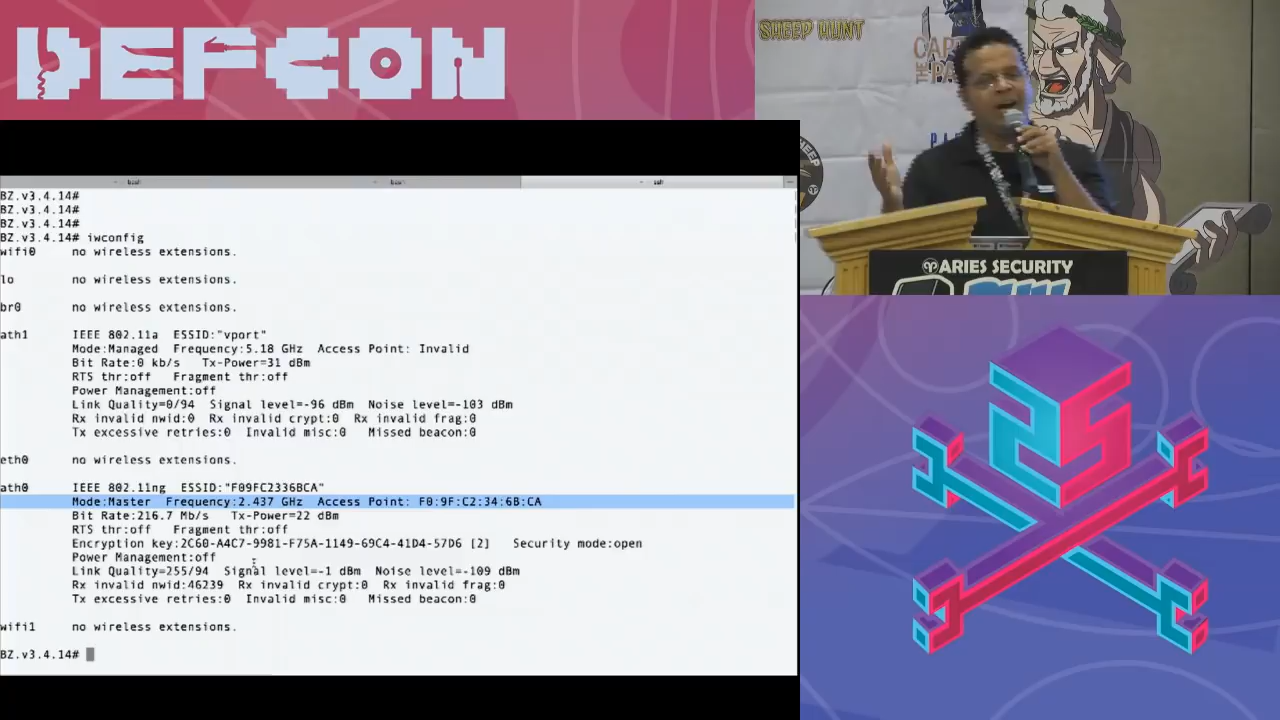 DEFCON
SHEEP HUNT
ARIES SECURITY
bash
bash
ssh
BZ.v3.4.14#
BZ.v3.4.14#
BZ.v3.4.14#
BZ.v3.4.14# iwconfig
wifi0 no wireless extensions.
lo no wireless extensions.
br0 no wireless extensions.
ath1 IEEE 802.11a ESSID:"vport"
Mode:Managed Frequency:5.18 GHz Access Point: Invalid
Bit Rate:0 kb/s Tx-Power=31 dBm
RTS thr:off Fragment thr:off
Power Management:off
Link Quality=0/94 Signal level=-96 dBm Noise level=-103 dBm
Rx invalid nwid:0 Rx invalid crypt:0 Rx invalid frag:0
Tx excessive retries:0 Invalid misc:0 Missed beacon:0
eth0 no wireless extensions.
ath0 IEEE 802.11ng ESSID:"F09FC2336BCA"
Mode:Master Frequency:2.437 GHz Access Point: F0:9F:C2:34:6B:CA
Bit Rate:216.7 Mb/s Tx-Power=22 dBm
RTS thr:off Fragment thr:off
Encryption key:2C60-A4C7-9981-F75A-1149-69C4-41D4-57D6 [2] Security mode:open
Power Management:off
Link Quality=255/94 Signal level=-1 dBm Noise level=-109 dBm
Rx invalid nwid:46239 Rx invalid crypt:0 Rx invalid frag:0
Tx excessive retries:0 Invalid misc:0 Missed beacon:0
wifi1 no wireless extensions.
BZ.v3.4.14#
25